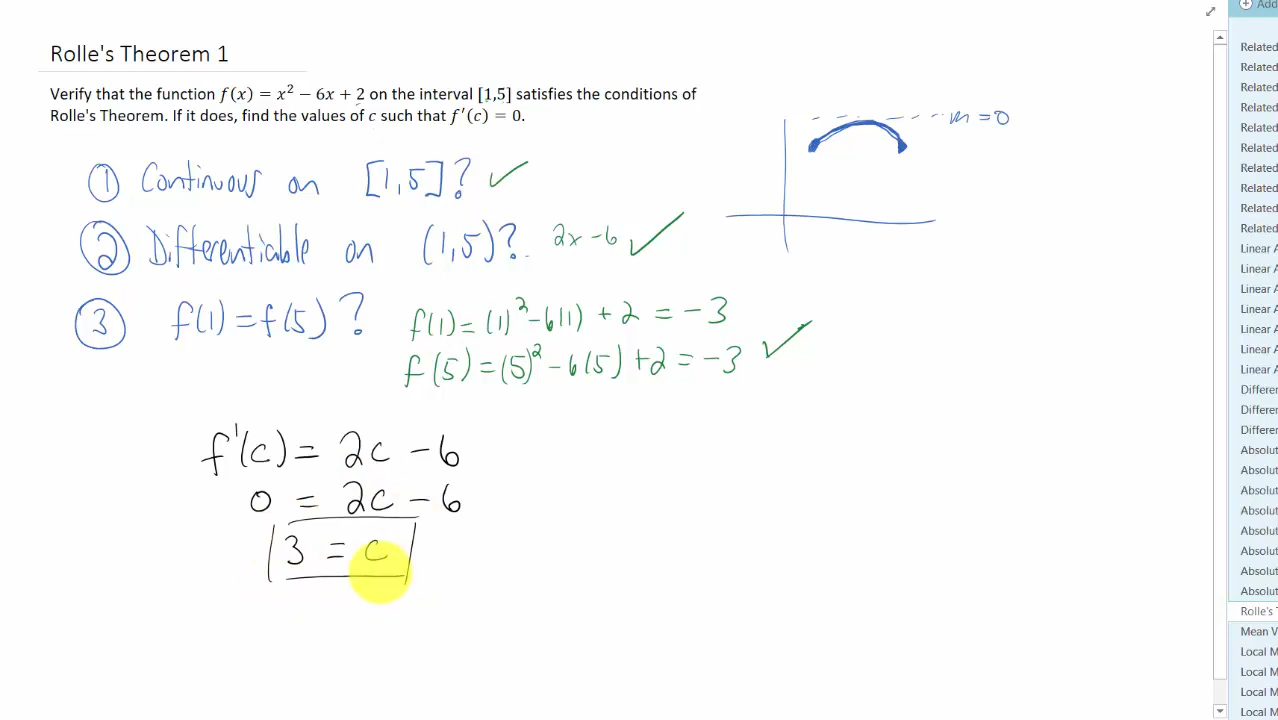 Add
Rolle's Theorem 1
Verify that the function f(x) = x² − 6x + 2 on the interval [1,5] satisfies the conditions of
Rolle's Theorem. If it does, find the values of c such that f′(c) = 0.
m = 0
① Continuous on [1,5]? ✓
② Differentiable on (1,5)? 2x − 6 ✓
③ f(1) = f(5)? f(1) = (1)² − 6(1) + 2 = −3
f(5) = (5)² − 6(5) + 2 = −3 ✓
f'(c) = 2c − 6
0 = 2c − 6
3 = c
Related
Related
Related
Related
Related
Related
Related
Related
Related
Related
Linear A
Linear A
Linear A
Linear A
Linear A
Linear A
Linear A
Differer
Differer
Differer
Absolut
Absolut
Absolut
Absolut
Absolut
Absolut
Absolut
Absolut
Rolle's T
Mean V
Local M
Local M
Local M
Local M